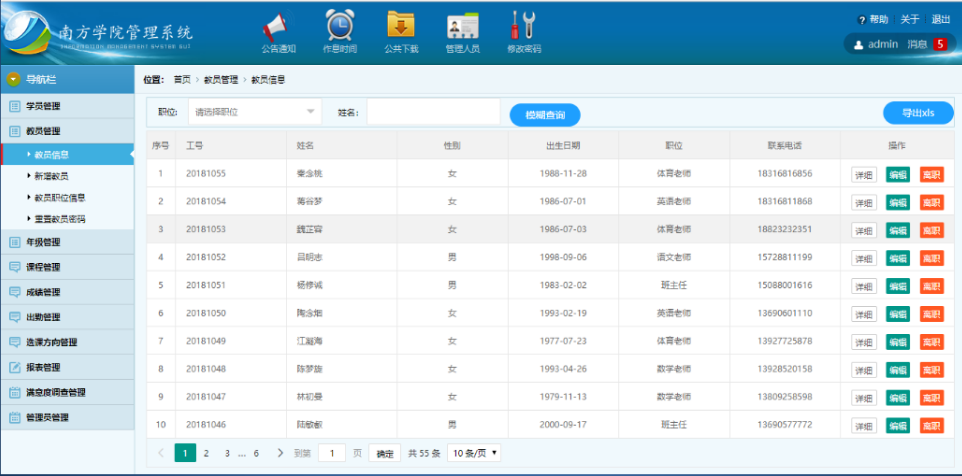 南方学院管理系统
公告通知 作息时间 公共下载 管理人员 修改密码
? 帮助 关于 退出
admin 消息 5
导航栏
位置： 首页 › 教员管理 › 教员信息
学员管理
教员管理
教员信息
新增教员
教员职位信息
重置教员密码
年级管理
课程管理
成绩管理
出勤管理
选课方向管理
报表管理
满意度调查管理
管理员管理
职位: 请选择职位 姓名: 模糊查询 导出xls
序号 工号 姓名 性别 出生日期 职位 联系电话 操作
1 20181055 秦念桃 女 1988-11-28 体育老师 18316816856 详细 编辑 离职
2 20181054 蒋谷梦 女 1986-07-01 英语老师 18316811868 详细 编辑 离职
3 20181053 魏芷容 女 1986-07-03 体育老师 18823232351 详细 编辑 离职
4 20181052 吕明志 男 1998-09-06 语文老师 15728811199 详细 编辑 离职
5 20181051 杨修诚 男 1983-02-02 班主任 15088001616 详细 编辑 离职
6 20181050 陶念烟 女 1993-02-19 英语老师 13690601110 详细 编辑 离职
7 20181049 江凝海 女 1977-07-23 体育老师 13927725878 详细 编辑 离职
8 20181048 陈梦旋 女 1993-04-26 数学老师 13928520158 详细 编辑 离职
9 20181047 林初曼 女 1979-11-13 数学老师 13809258598 详细 编辑 离职
10 20181046 陆敏叡 男 2000-09-17 班主任 13690577772 详细 编辑 离职
1 2 3 … 6 到第 1 页 确定 共 55 条 10 条/页